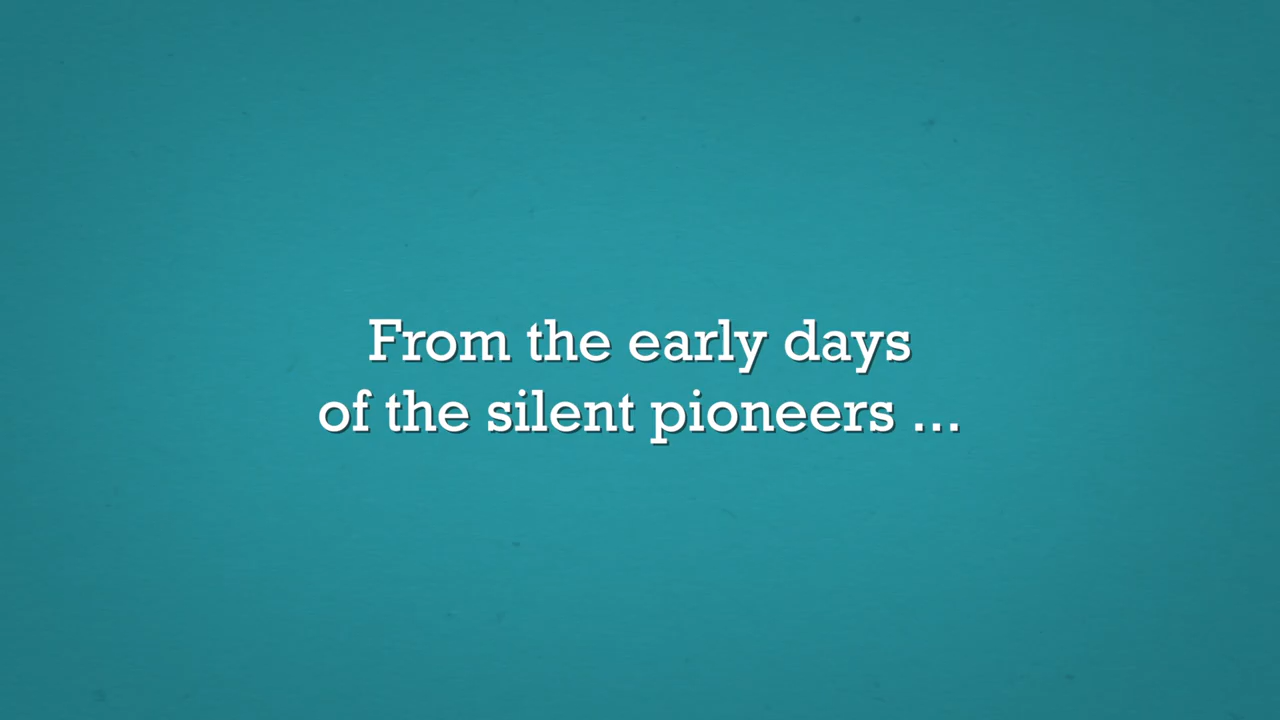 From the early days
of the silent pioneers ...